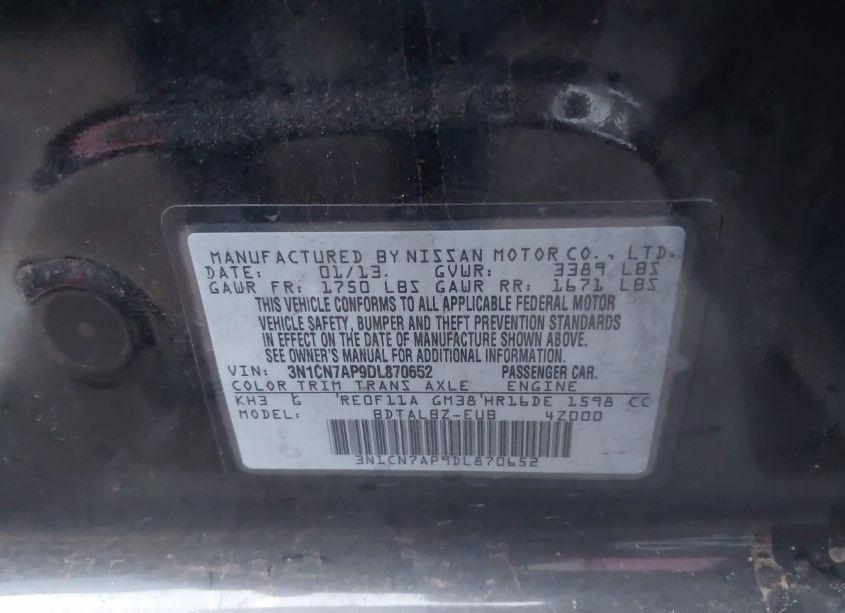 MANUFACTURED BY NISSAN MOTOR CO., LTD.
DATE: 01/13. GVWR: 3389 LBS
GAWR FR: 1750 LBS GAWR RR: 1671 LBS
THIS VEHICLE CONFORMS TO ALL APPLICABLE FEDERAL MOTOR
VEHICLE SAFETY, BUMPER AND THEFT PREVENTION STANDARDS
IN EFFECT ON THE DATE OF MANUFACTURE SHOWN ABOVE.
SEE OWNER'S MANUAL FOR ADDITIONAL INFORMATION.
VIN: 3N1CN7AP9DL870652 PASSENGER CAR.
COLOR TRIM TRANS AXLE ENGINE
KH3 G RE0F11A GM38 HR16DE 1598 CC
MODEL: BDTALBZ-EUB 4Z000
3N1CN7AP9DL870652